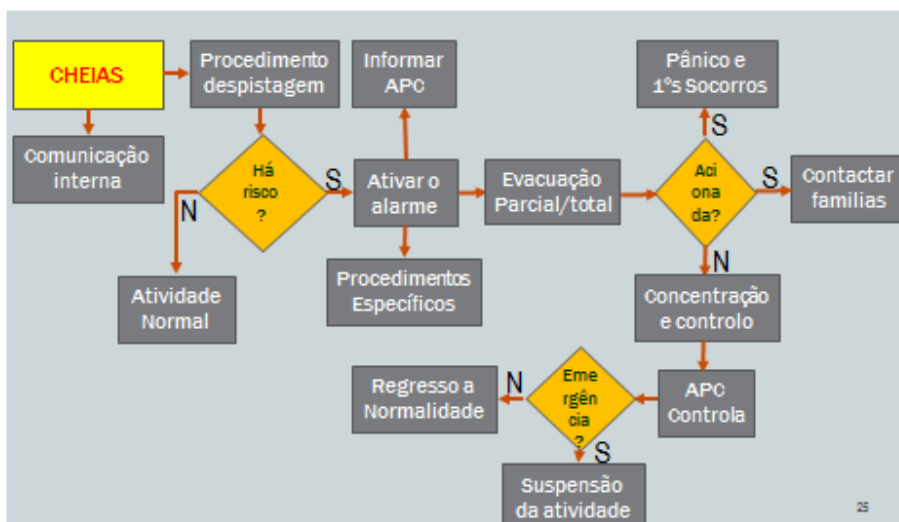 CHEIAS
Procedimento
despistagem
Informar
APC
Pânico e
1ºs Socorros
Comunicação
interna
Há
risco
?
S
N
Ativar o
alarme
Evacuação
Parcial/total
Aci
ona
da?
S
S
N
Contactar
familias
Atividade
Normal
Procedimentos
Específicos
Concentração
e controlo
Regresso a
Normalidade
N
Eme
rgên
cia
?
S
APC
Controla
Suspensão
da atividade
25